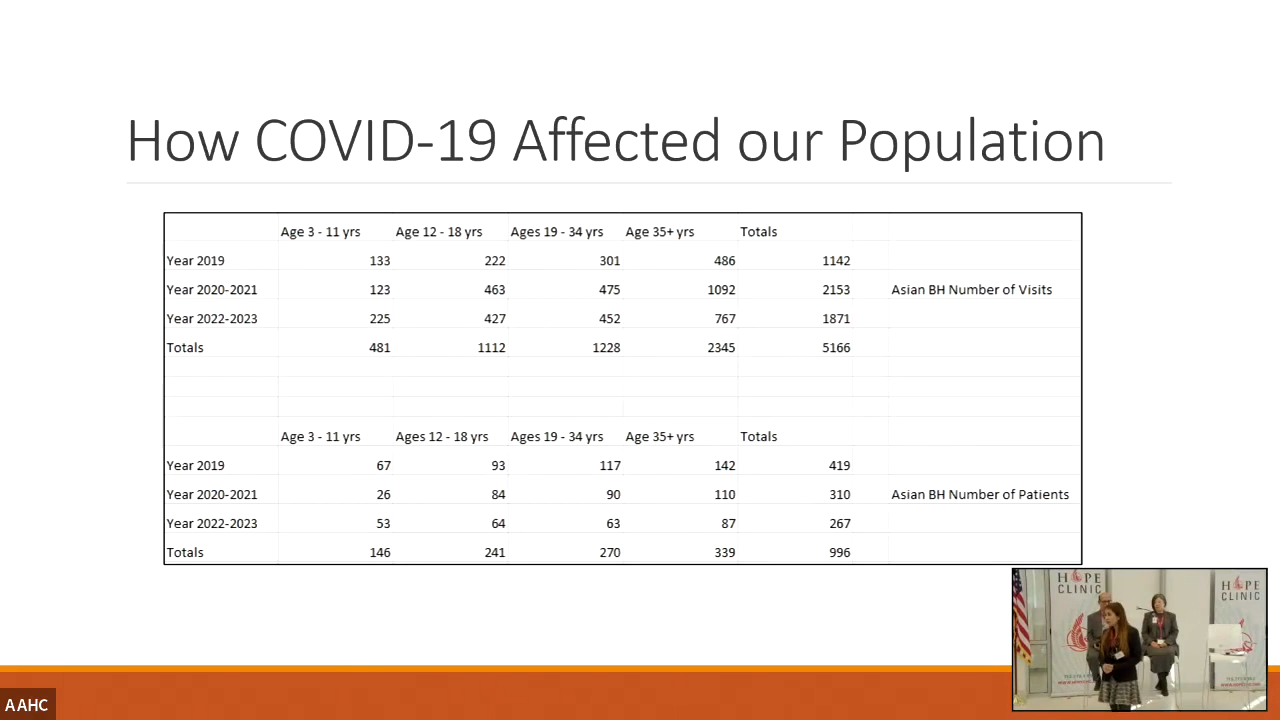 How COVID-19 Affected our Population
Age 3 - 11 yrs Age 12 - 18 yrs Ages 19 - 34 yrs Age 35+ yrs Totals
Year 2019 133 222 301 486 1142
Year 2020-2021 123 463 475 1092 2153 Asian BH Number of Visits
Year 2022-2023 225 427 452 767 1871
Totals 481 1112 1228 2345 5166
Age 3 - 11 yrs Ages 12 - 18 yrs Ages 19 - 34 yrs Age 35+ yrs Totals
Year 2019 67 93 117 142 419
Year 2020-2021 26 84 90 110 310 Asian BH Number of Patients
Year 2022-2023 53 64 63 87 267
Totals 146 241 270 339 996
HOPE
CLINIC
HOPE
CLINIC
AAHC